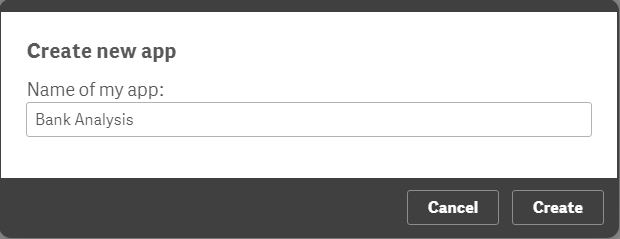 Create new app
Name of my app:
Bank Analysis
Cancel Create